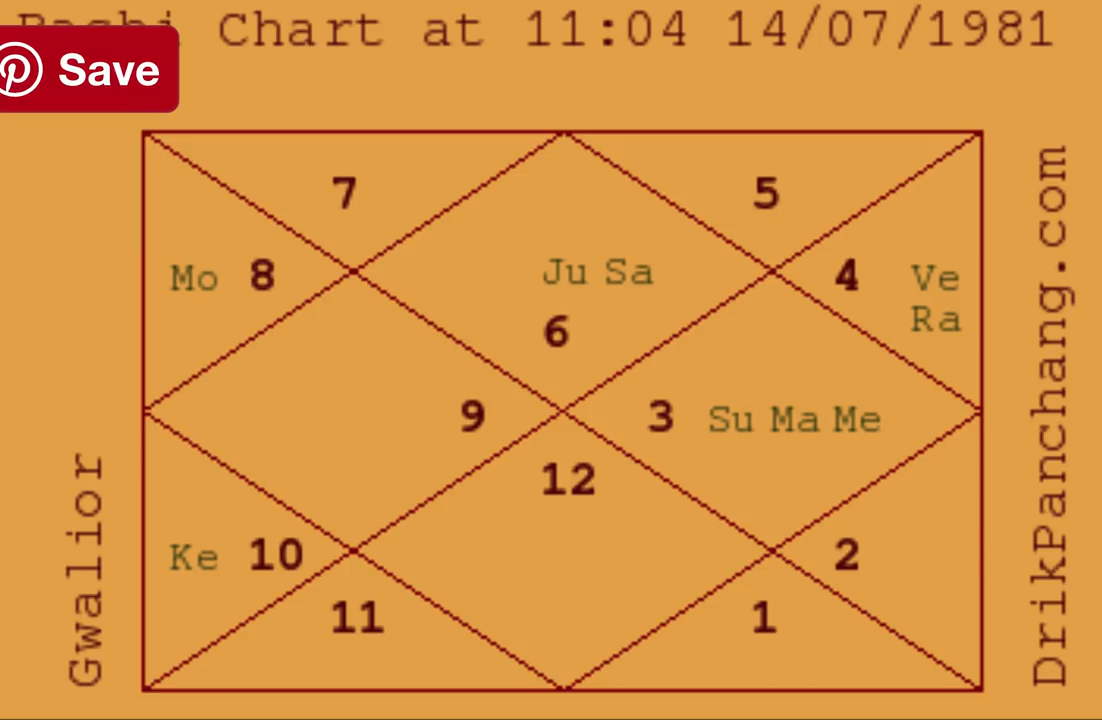 Chart at 11:04 14/07/1981
Save
7
5
Mo 8
Ju Sa
4 Ve
Ra
6
9
3 Su Ma Me
12
Ke 10
2
11
1
Gwalior
DrikPanchang.com